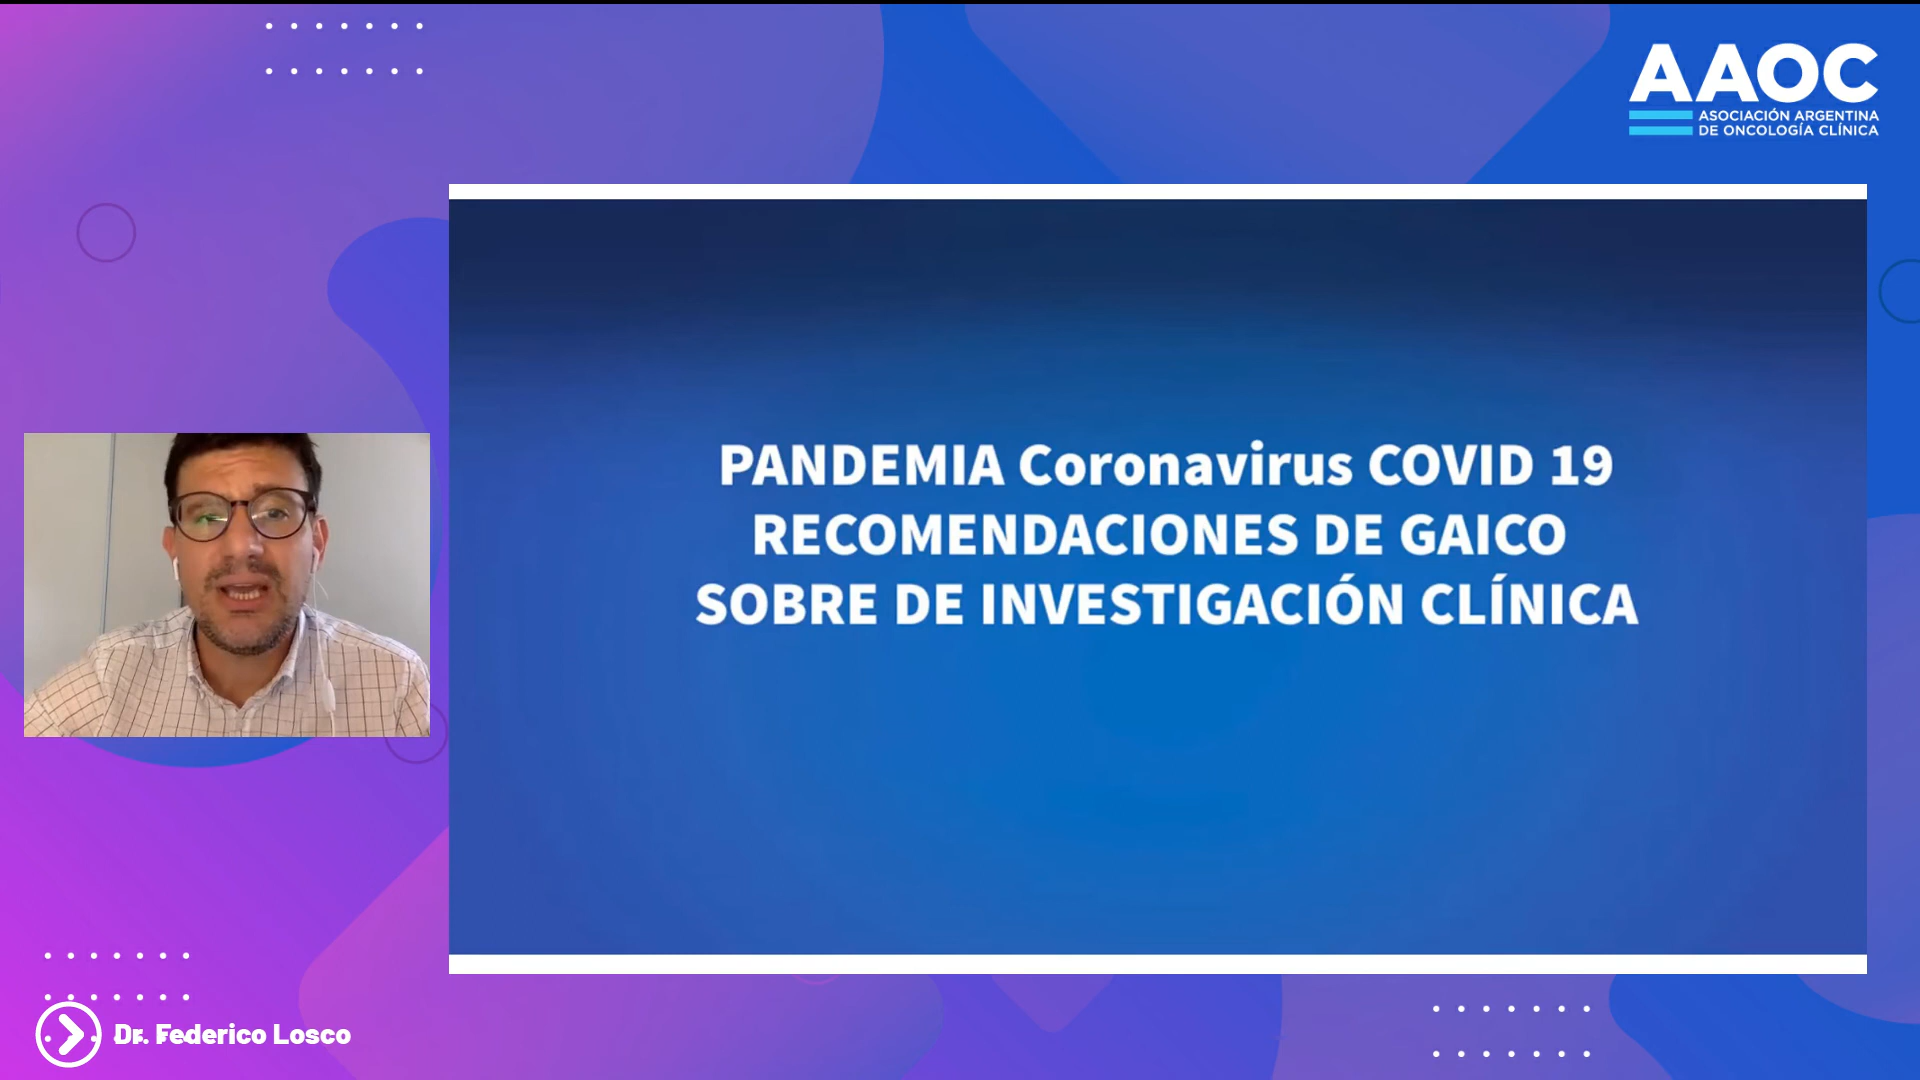 AAOC
ASOCIACIÓN ARGENTINA
DE ONCOLOGÍA CLÍNICA
PANDEMIA Coronavirus COVID 19
RECOMENDACIONES DE GAICO
SOBRE DE INVESTIGACIÓN CLÍNICA
Dr. Federico Losco